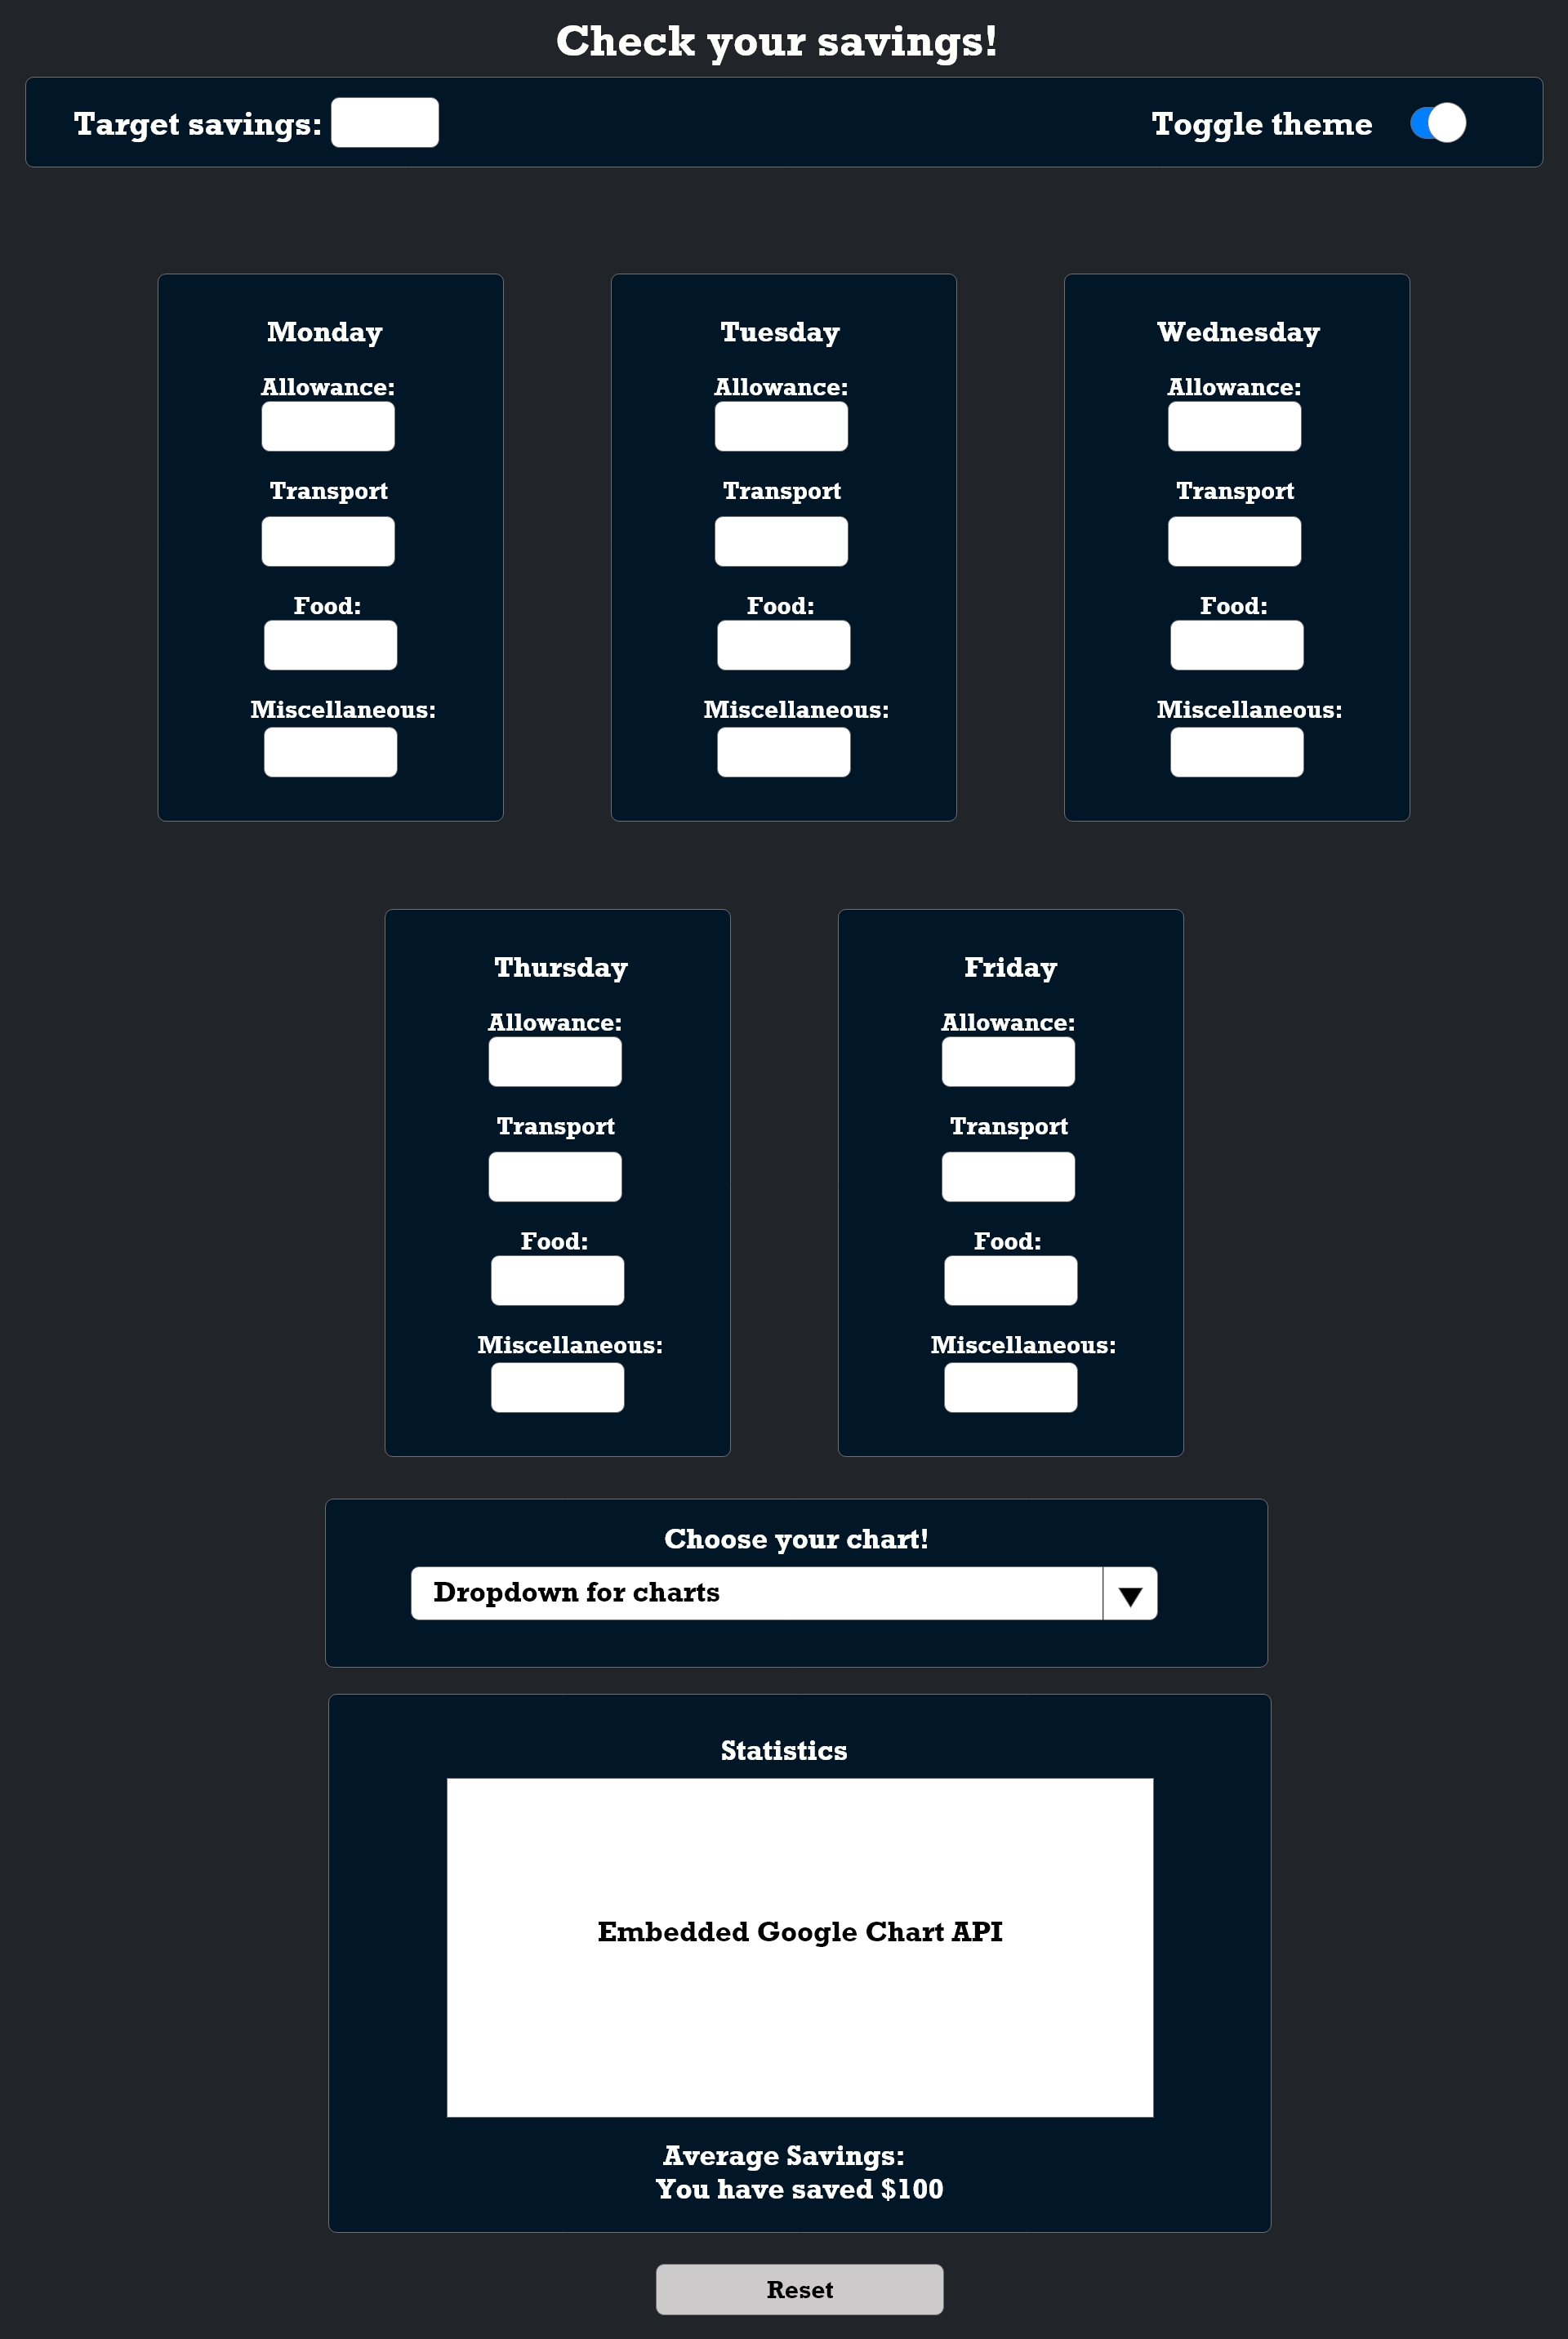 Check your savings!
Target savings:
Toggle theme
Monday
Allowance:
Transport
Food:
Miscellaneous:
Tuesday
Allowance:
Transport
Food:
Miscellaneous:
Wednesday
Allowance:
Transport
Food:
Miscellaneous:
Thursday
Allowance:
Transport
Food:
Miscellaneous:
Friday
Allowance:
Transport
Food:
Miscellaneous:
Choose your chart!
Dropdown for charts
Statistics
Embedded Google Chart API
Average Savings:
You have saved $100
Reset